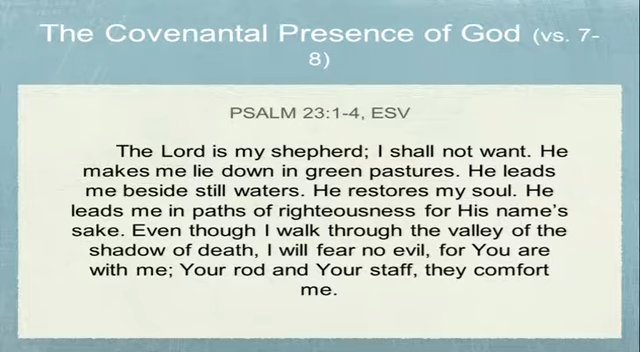 The Covenantal Presence of God (vs. 7-
8)
PSALM 23:1-4, ESV
The Lord is my shepherd; I shall not want. He
makes me lie down in green pastures. He leads
me beside still waters. He restores my soul. He
leads me in paths of righteousness for His name's
sake. Even though I walk through the valley of the
shadow of death, I will fear no evil, for You are
with me; Your rod and Your staff, they comfort
me.